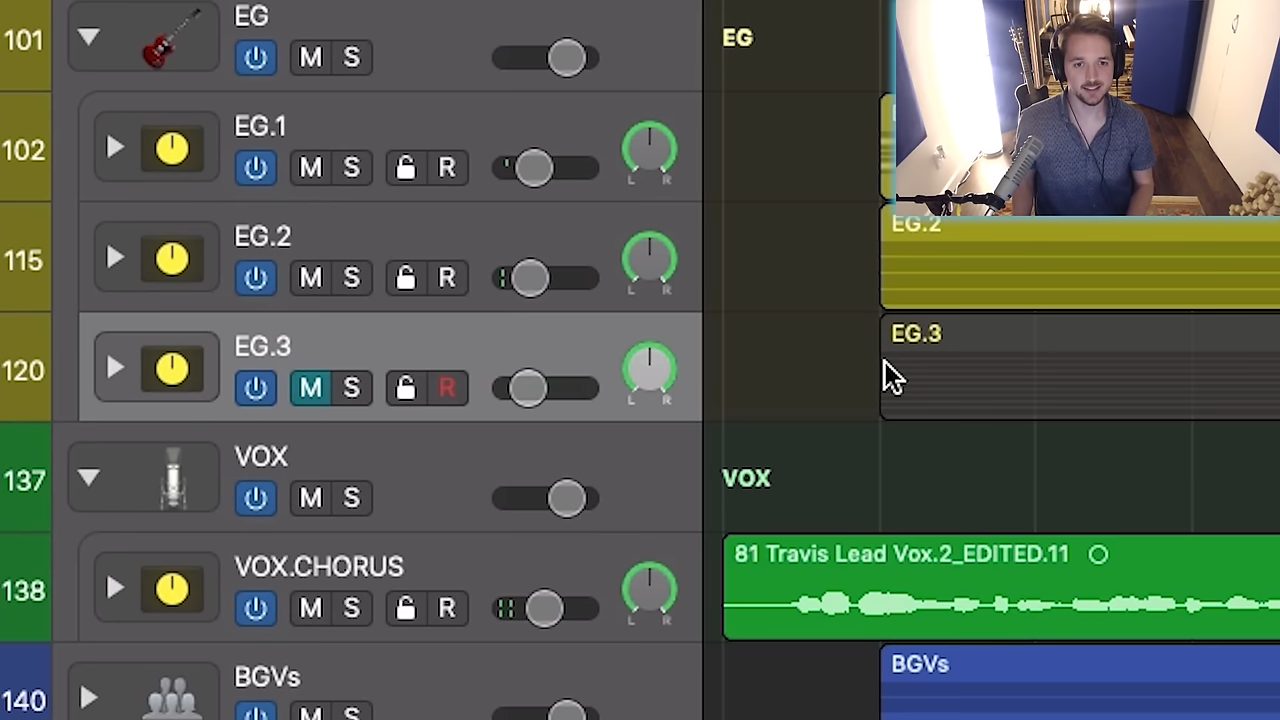 101
EG
M S
EG
102
EG.1
M S R
L R
115
EG.2
M S R
L R
EG.2
120
EG.3
M S R
L R
EG.3
137
VOX
M S
VOX
138
VOX.CHORUS
M S R
L R
81 Travis Lead Vox.2_EDITED.11
140
BGVs
M S
BGVs